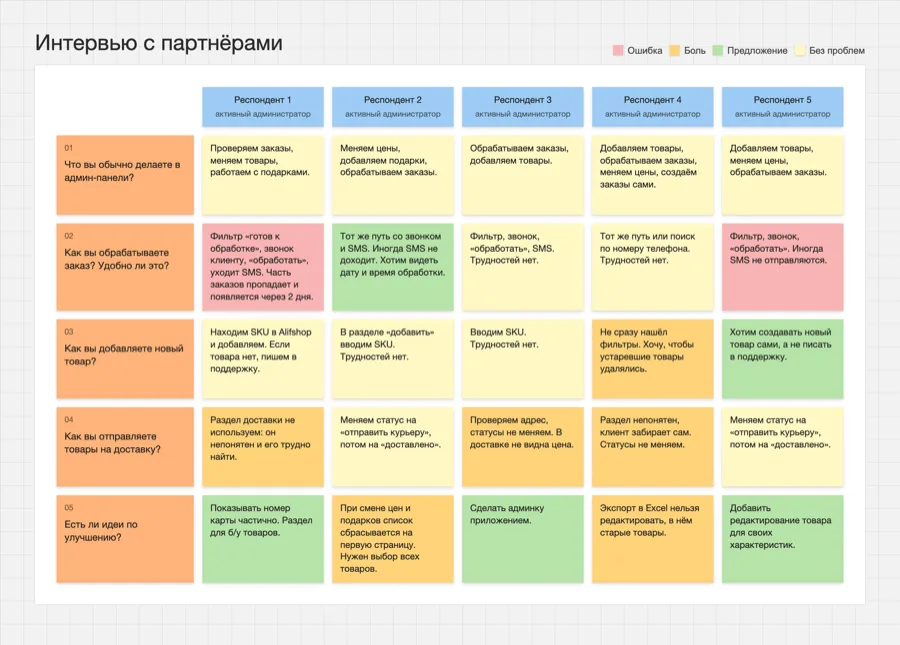 Интервью с партнёрами
Ошибка
Боль
Предложение
Без проблем
Респондент 1
активный администратор
Респондент 2
активный администратор
Респондент 3
активный администратор
Респондент 4
активный администратор
Респондент 5
активный администратор
01
Что вы обычно делаете в
админ-панели?
Проверяем заказы,
меняем товары,
работаем с подарками.
Меняем цены,
добавляем подарки,
обрабатываем заказы.
Обрабатываем заказы,
добавляем товары.
Добавляем товары,
обрабатываем заказы,
меняем цены, создаём
заказы сами.
Добавляем товары,
меняем цены,
обрабатываем заказы.
02
Как вы обрабатываете
заказ? Удобно ли это?
Фильтр «готов к
обработке», звонок
клиенту, «обработать»,
уходит SMS. Часть
заказов пропадает и
появляется через 2 дня.
Тот же путь со звонком
и SMS. Иногда SMS не
доходит. Хотим видеть
дату и время обработки.
Фильтр, звонок,
«обработать», SMS.
Трудностей нет.
Тот же путь или поиск
по номеру телефона.
Трудностей нет.
Фильтр, звонок,
«обработать». Иногда
SMS не отправляются.
03
Как вы добавляете новый
товар?
Находим SKU в Alifshop
и добавляем. Если
товара нет, пишем в
поддержку.
В разделе «добавить»
вводим SKU.
Трудностей нет.
Вводим SKU.
Трудностей нет.
Не сразу нашёл
фильтры. Хочу, чтобы
устаревшие товары
удалялись.
Хотим создавать новый
товар сами, а не писать
в поддержку.
04
Как вы отправляете
товары на доставку?
Раздел доставки не
используем: он
непонятен и его трудно
найти.
Меняем статус на
«отправить курьеру»,
потом на «доставлено».
Проверяем адрес,
статусы не меняем. В
доставке не видна цена.
Раздел непонятен,
клиент забирает сам.
Статусы не меняем.
Меняем статус на
«отправить курьеру»,
потом на «доставлено».
05
Есть ли идеи по
улучшению?
Показывать номер
карты частично. Раздел
для б/у товаров.
При смене цен и
подарков список
сбрасывается на
первую страницу.
Нужен выбор всех
товаров.
Сделать админку
приложением.
Экспорт в Excel нельзя
редактировать, в нём
старые товары.
Добавить
редактирование товара
для своих
характеристик.